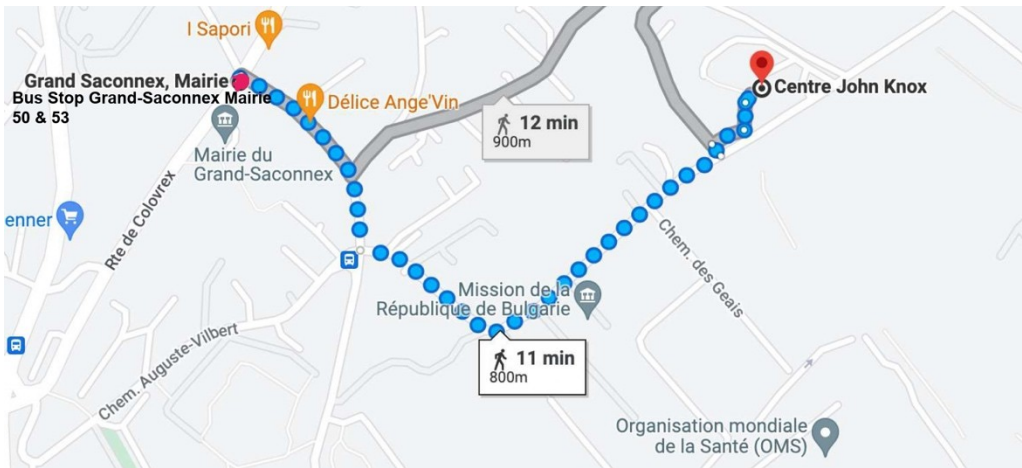 I Sapori
Grand Saconnex, Mairie
Bus Stop Grand-Saconnex Mairie
50 & 53
Délice Ange'Vin
Centre John Knox
12 min
900m
Mairie du
Grand-Saconnex
Rte de Colovrex
enner
Chem. des Geais
Mission de la
République de Bulgarie
11 min
800m
Chem. Auguste-Vilbert
Organisation mondiale
de la Santé (OMS)